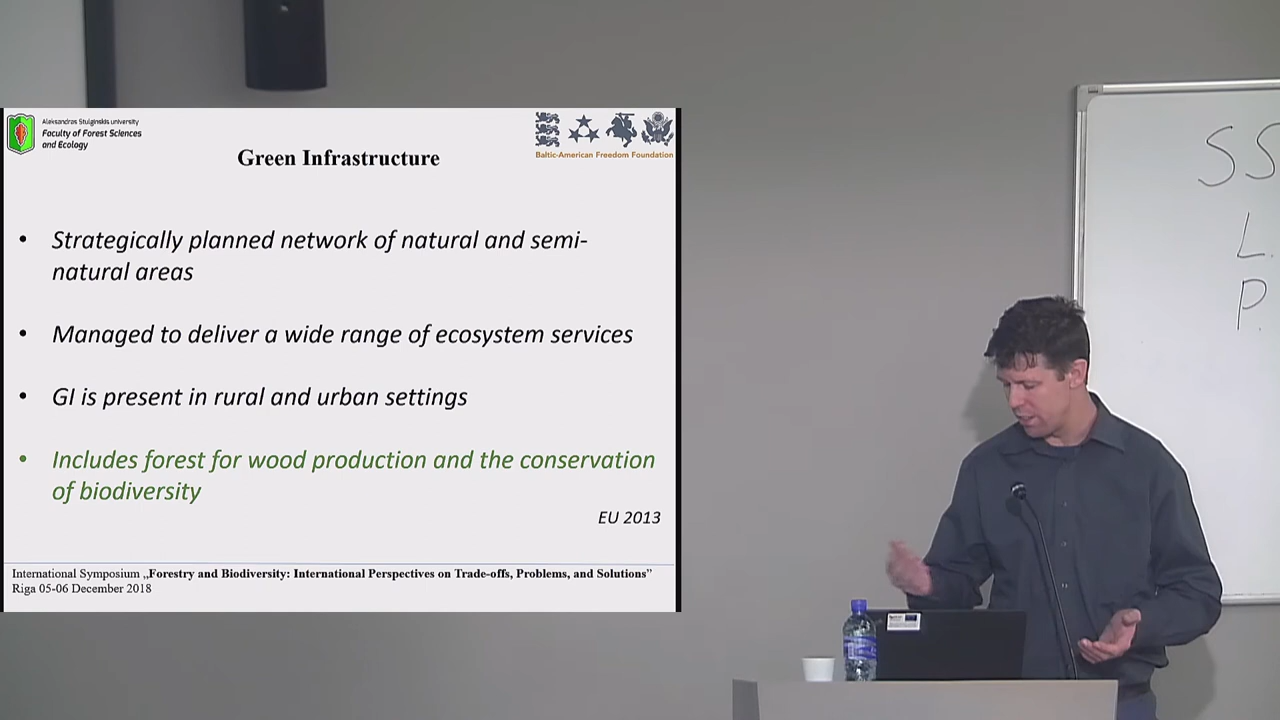 Aleksandras Stulginskis university
Faculty of Forest Sciences
and Ecology
Baltic-American Freedom Foundation
Green Infrastructure
• Strategically planned network of natural and semi-
natural areas
• Managed to deliver a wide range of ecosystem services
• GI is present in rural and urban settings
• Includes forest for wood production and the conservation
of biodiversity
EU 2013
International Symposium „Forestry and Biodiversity: International Perspectives on Trade-offs, Problems, and Solutions”
Riga 05-06 December 2018
SS
L.
P.